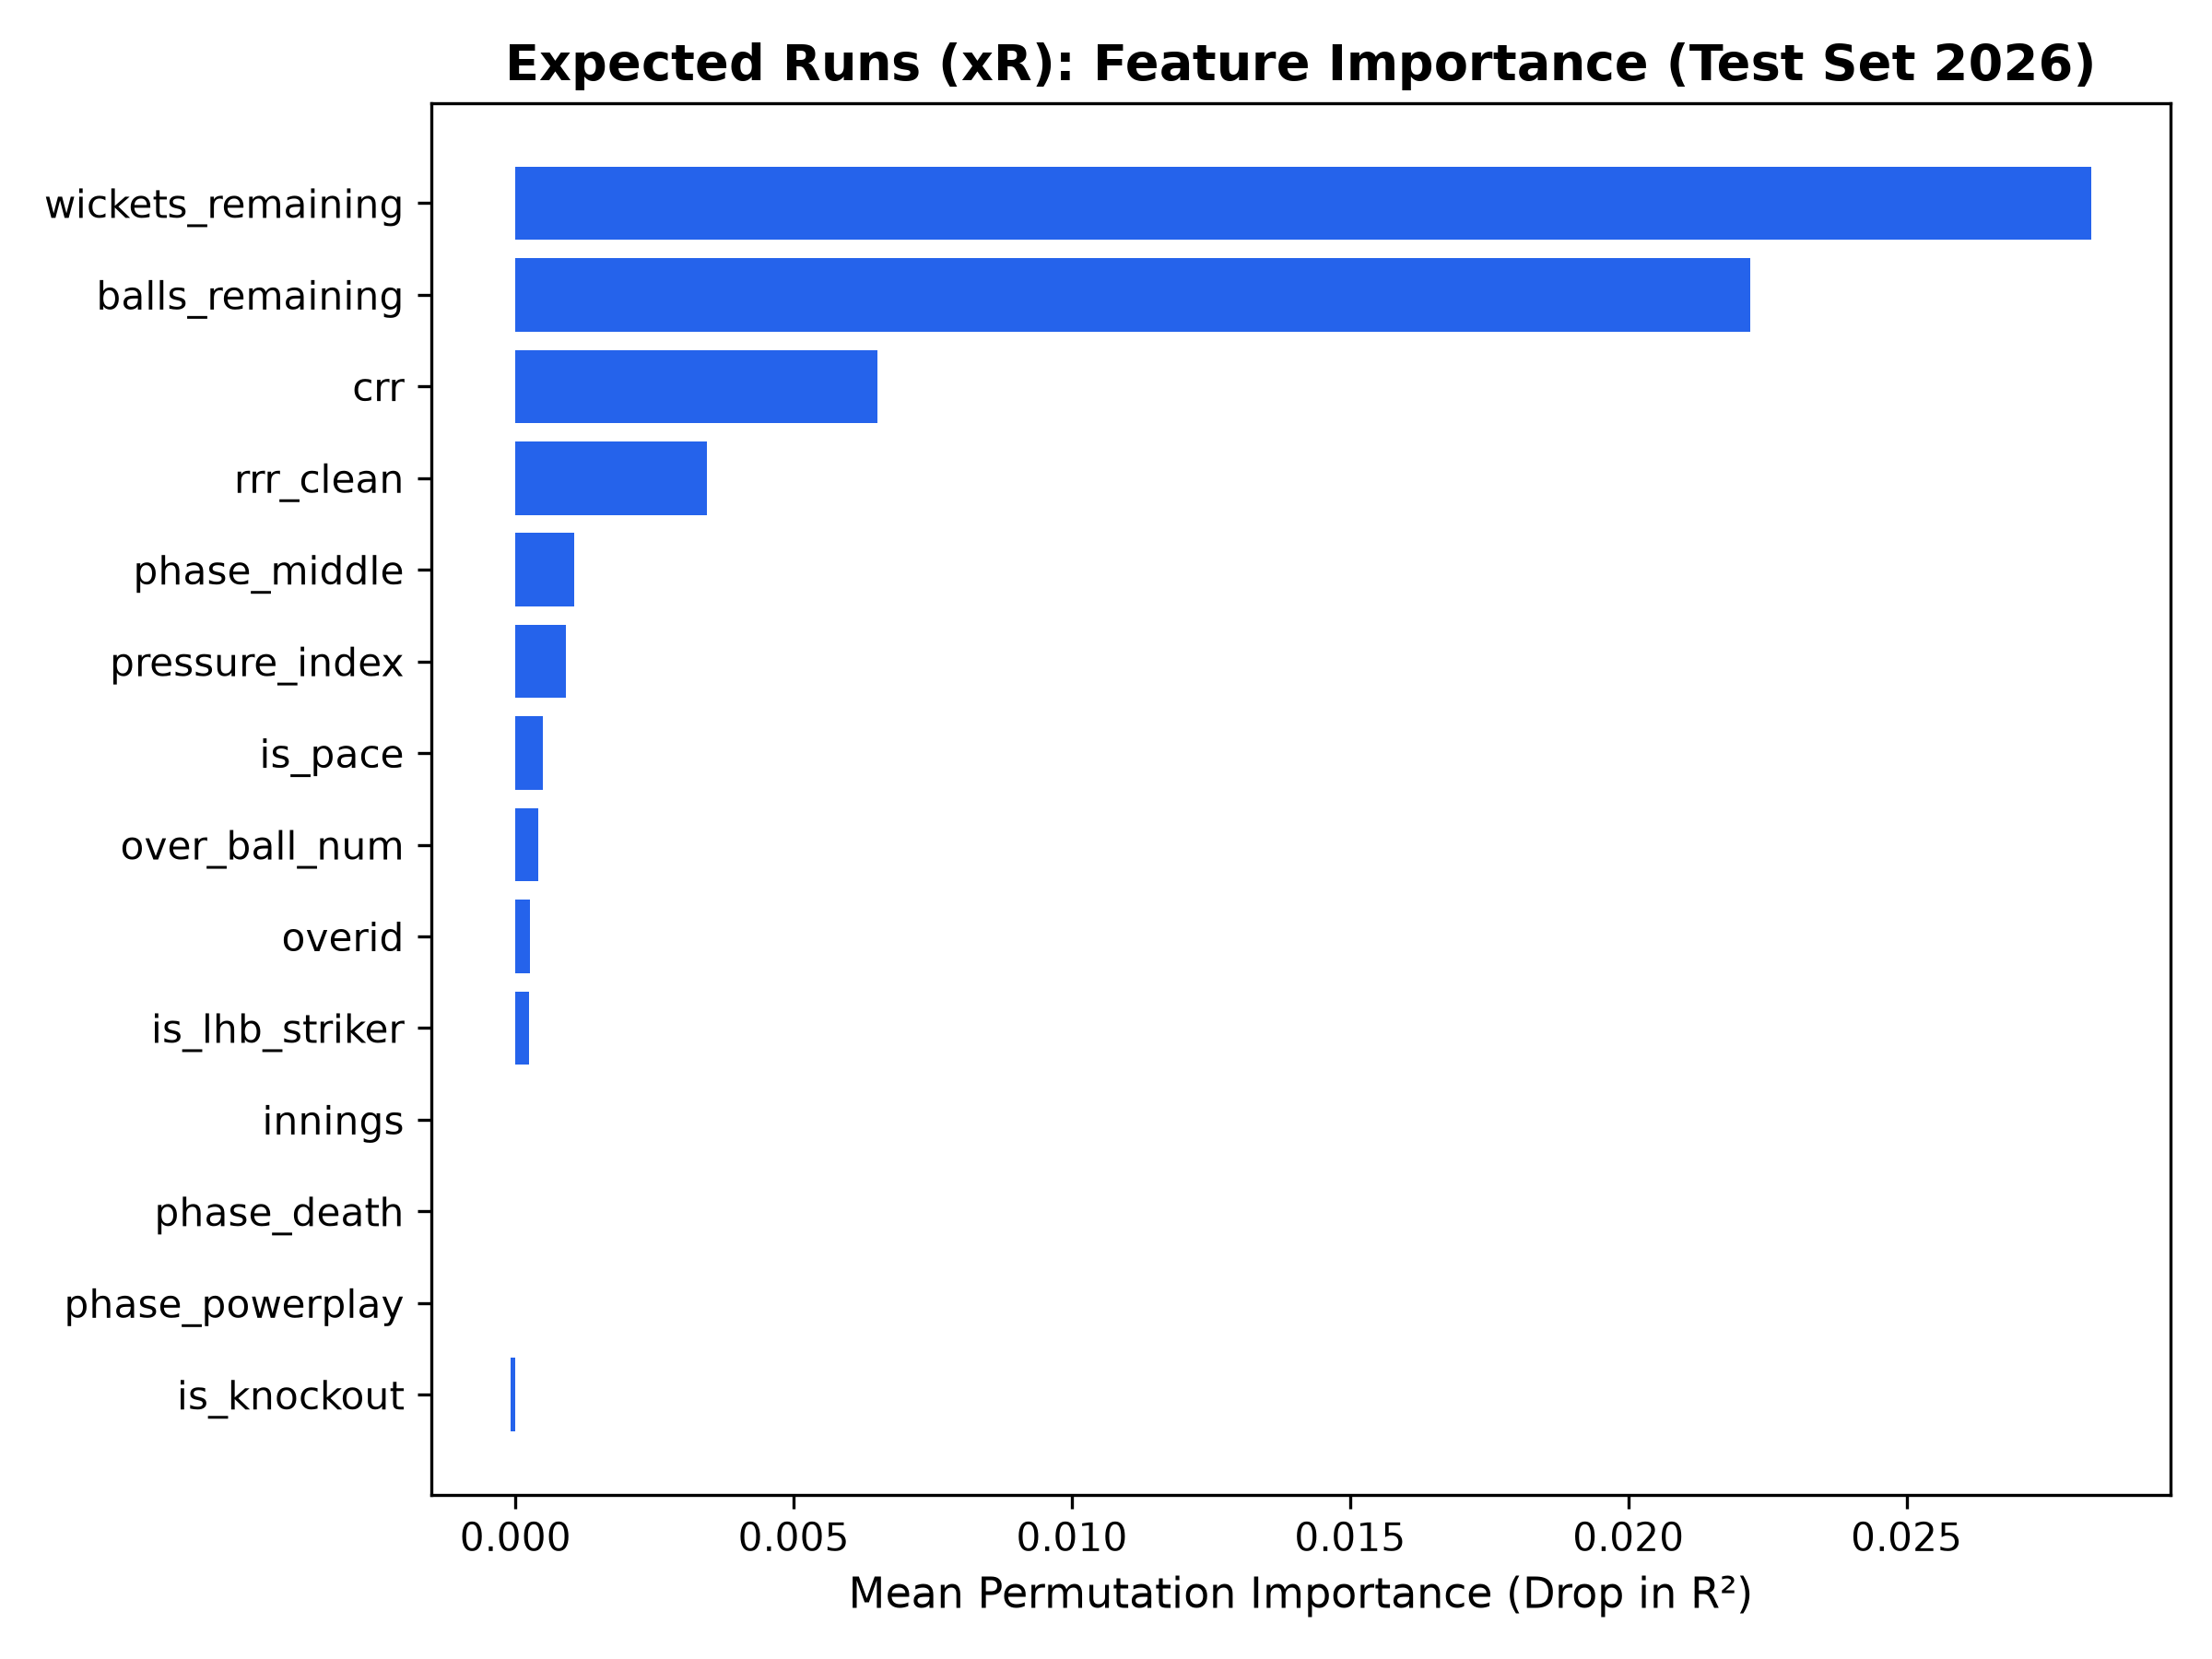 Expected Runs (xR): Feature Importance (Test Set 2026)
wickets_remaining
balls_remaining
crr
rrr_clean
phase_middle
pressure_index
is_pace
over_ball_num
overid
is_lhb_striker
innings
phase_death
phase_powerplay
is_knockout
0.000 0.005 0.010 0.015 0.020 0.025
Mean Permutation Importance (Drop in R²)